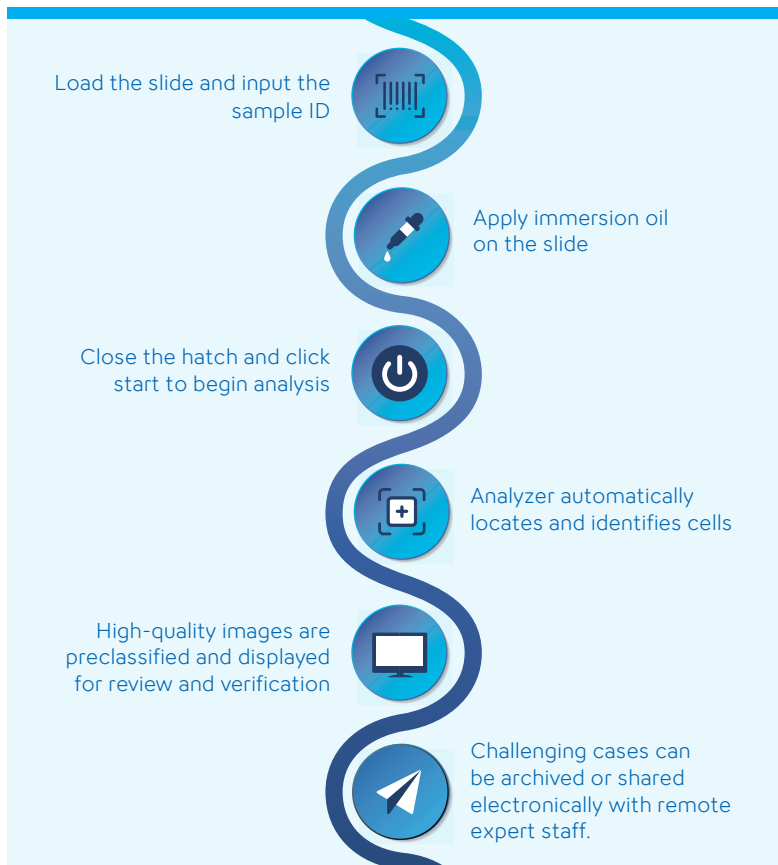 Load the slide and input the
sample ID
Apply immersion oil
on the slide
Close the hatch and click
start to begin analysis
Analyzer automatically
locates and identifies cells
High-quality images are
preclassified and displayed
for review and verification
Challenging cases can
be archived or shared
electronically with remote
expert staff.